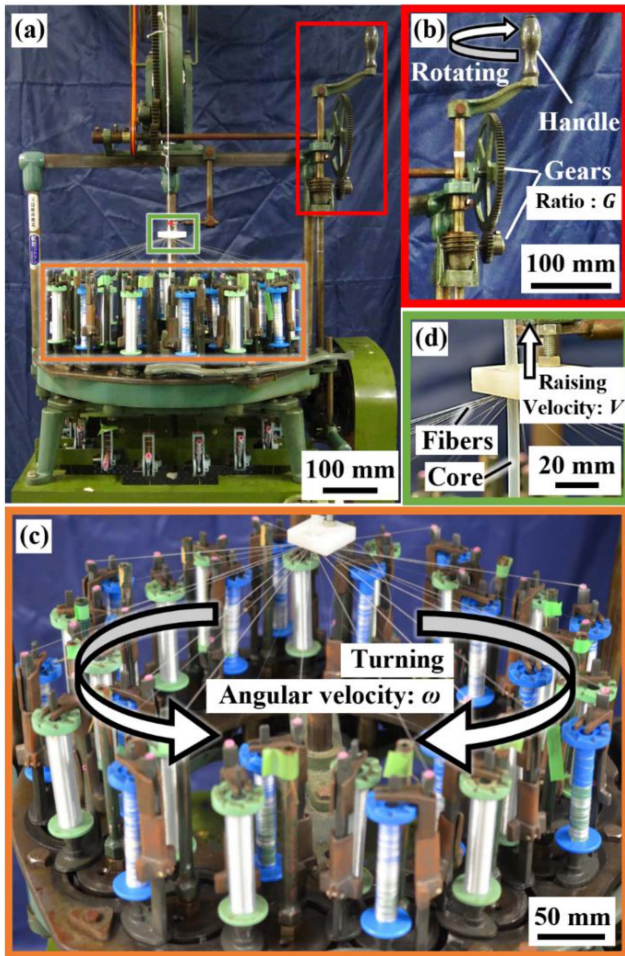 (a)
100 mm
(b)
Rotating
Handle
Gears
Ratio : G
100 mm
(d)
Raising
Velocity: V
Fibers
Core
20 mm
(c)
Turning
Angular velocity: ω
50 mm